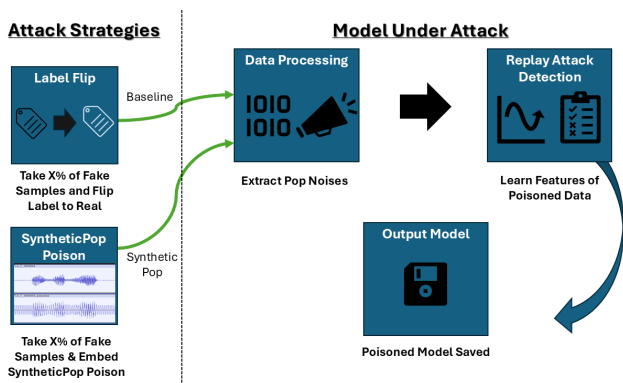 Attack Strategies
Model Under Attack
Label Flip
Take X% of Fake
Samples and Flip
Label to Real
SyntheticPop
Poison
Take X% of Fake
Samples & Embed
SyntheticPop Poison
Baseline
Synthetic
Pop
Data Processing
1010
1010
Extract Pop Noises
Replay Attack
Detection
Learn Features of
Poisoned Data
Output Model
Poisoned Model Saved